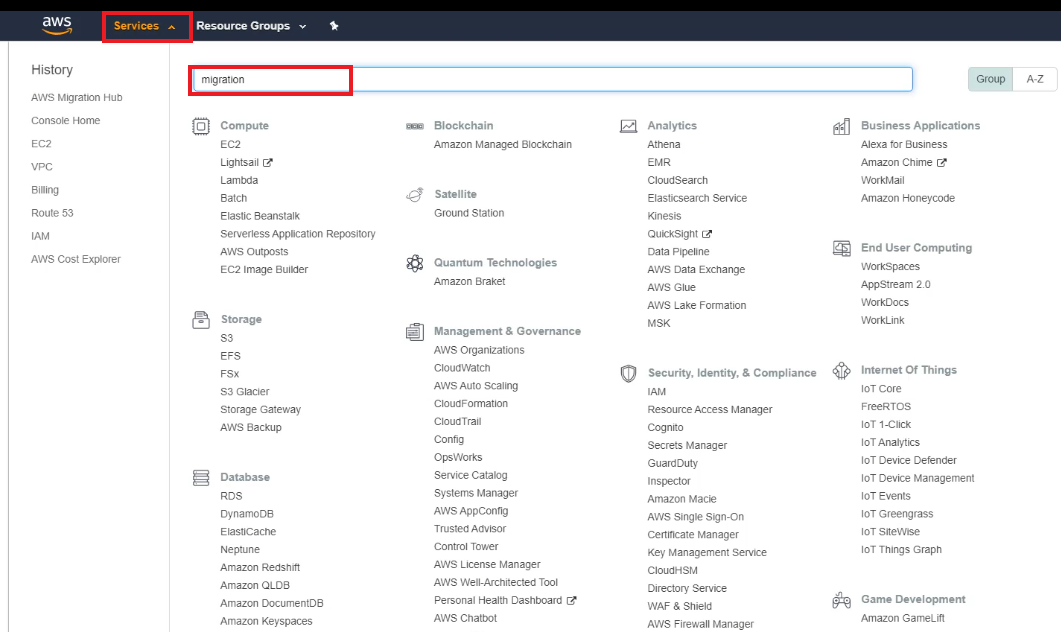 aws
Services
Resource Groups
History
AWS Migration Hub
Console Home
EC2
VPC
Billing
Route 53
IAM
AWS Cost Explorer
migration
Group
A-Z
Compute
EC2
Lightsail
Lambda
Batch
Elastic Beanstalk
Serverless Application Repository
AWS Outposts
EC2 Image Builder
Storage
S3
EFS
FSx
S3 Glacier
Storage Gateway
AWS Backup
Database
RDS
DynamoDB
ElastiCache
Neptune
Amazon Redshift
Amazon QLDB
Amazon DocumentDB
Amazon Keyspaces
Blockchain
Amazon Managed Blockchain
Satellite
Ground Station
Quantum Technologies
Amazon Braket
Management & Governance
AWS Organizations
CloudWatch
AWS Auto Scaling
CloudFormation
CloudTrail
Config
OpsWorks
Service Catalog
Systems Manager
AWS AppConfig
Trusted Advisor
Control Tower
AWS License Manager
AWS Well-Architected Tool
Personal Health Dashboard
AWS Chatbot
Analytics
Athena
EMR
CloudSearch
Elasticsearch Service
Kinesis
QuickSight
Data Pipeline
AWS Data Exchange
AWS Glue
AWS Lake Formation
MSK
Security, Identity, & Compliance
IAM
Resource Access Manager
Cognito
Secrets Manager
GuardDuty
Inspector
Amazon Macie
AWS Single Sign-On
Certificate Manager
Key Management Service
CloudHSM
Directory Service
WAF & Shield
AWS Firewall Manager
Business Applications
Alexa for Business
Amazon Chime
WorkMail
Amazon Honeycode
End User Computing
WorkSpaces
AppStream 2.0
WorkDocs
WorkLink
Internet Of Things
IoT Core
FreeRTOS
IoT 1-Click
IoT Analytics
IoT Device Defender
IoT Device Management
IoT Events
IoT Greengrass
IoT SiteWise
IoT Things Graph
Game Development
Amazon GameLift